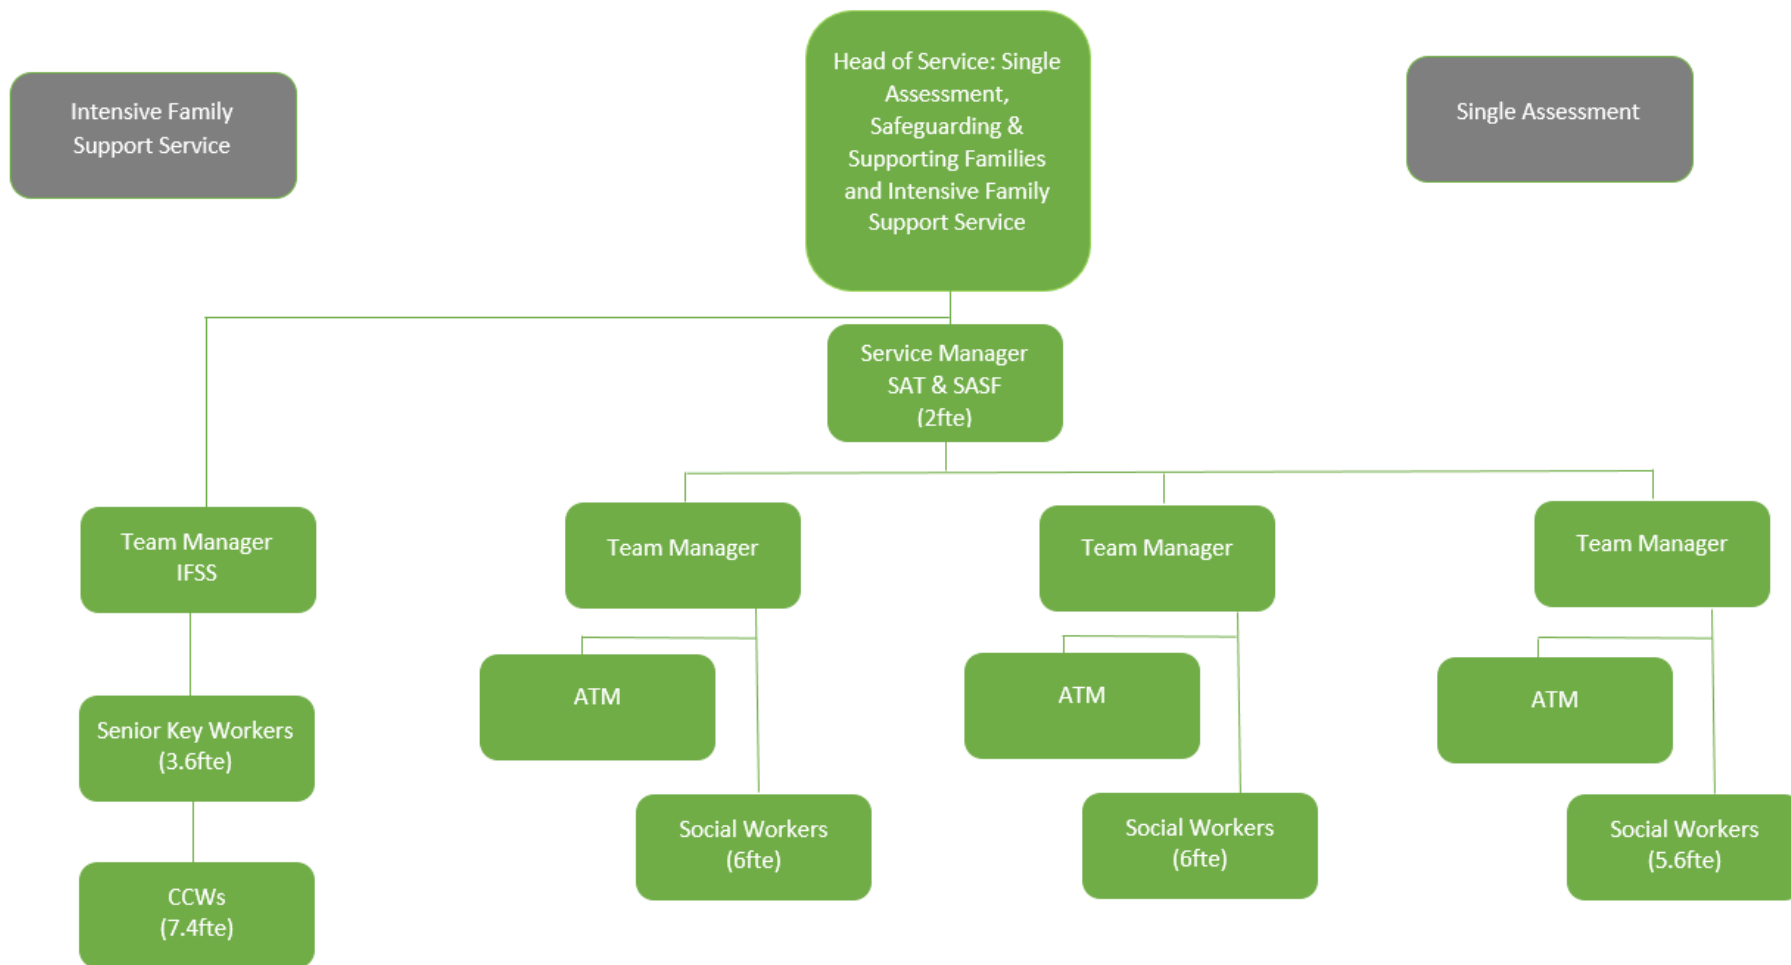 Head of Service: Single
Assessment,
Safeguarding &
Supporting Families
and Intensive Family
Support Service
Intensive Family
Support Service
Single Assessment
Service Manager
SAT & SASF
(2fte)
Team Manager
IFSS
Team Manager
Team Manager
Team Manager
ATM
ATM
ATM
Senior Key Workers
(3.6fte)
Social Workers
(6fte)
Social Workers
(6fte)
Social Workers
(5.6fte)
CCWs
(7.4fte)